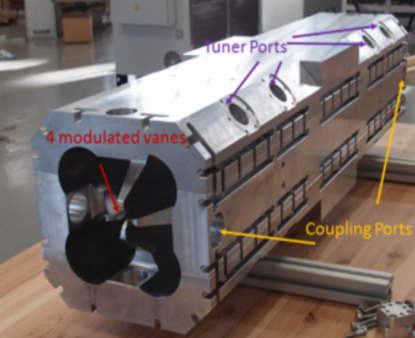 Tuner Ports
4 modulated vanes
Coupling Ports